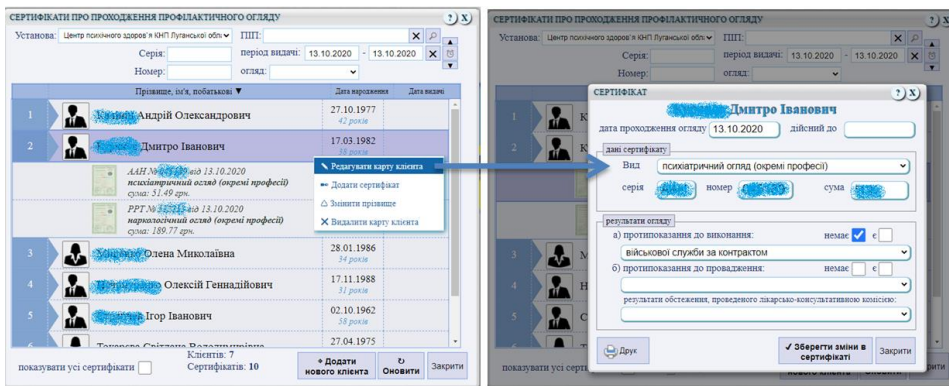 СЕРТИФІКАТИ ПРО ПРОХОДЖЕННЯ ПРОФІЛАКТИЧНОГО ОГЛЯДУ ? X
Установа: Центр психічного здоров'я КНП Луганської обл ПІП: X
Серія: період видачі: 13.10.2020 - 13.10.2020 X
Номер: огляд:
Прізвище, ім'я, побатькові ▼ Дата народження Дата видачі
1 Андрій Олександрович 27.10.1977
42 роки
2 Дмитро Іванович 17.03.1982
38 років
ААН № від 13.10.2020
психіатричний огляд (окремі професії)
сума: 51.49 грн.
РРТ № від 13.10.2020
наркологічний огляд (окремі професії)
сума: 189.77 грн.
Редагувати карту клієнта
Додати сертифікат
Змінити прізвище
Видалити карту клієнта
3 Олена Миколаївна 28.01.1986
34 роки
4 Олексій Геннадійович 17.11.1988
31 років
5 Ігор Іванович 02.10.1962
58 років
27.04.1975
показувати усі сертифікати
Клієнтів: 7
Сертифікатів: 10
+ Додати нового клієнта
Оновити
Закрити
СЕРТИФІКАТИ ПРО ПРОХОДЖЕННЯ ПРОФІЛАКТИЧНОГО ОГЛЯДУ ? X
Установа: Центр психічного здоров'я КНП Луганської обл ПІП: X
Серія: період видачі: 13.10.2020 - 13.10.2020 X
Номер: огляд:
СЕРТИФІКАТ ? X
Дмитро Іванович
дата проходження огляду 13.10.2020 дійсний до
дані сертифікату
Вид психіатричний огляд (окремі професії)
серія номер сума
результати огляду
а) протипоказання до виконання: немає є
військової служби за контрактом
б) протипоказання до провадження: немає є
результати обстеження, проведеного лікарсько-консультативною комісією:
Друк
✓ Зберегти зміни в сертифікаті
Закрити